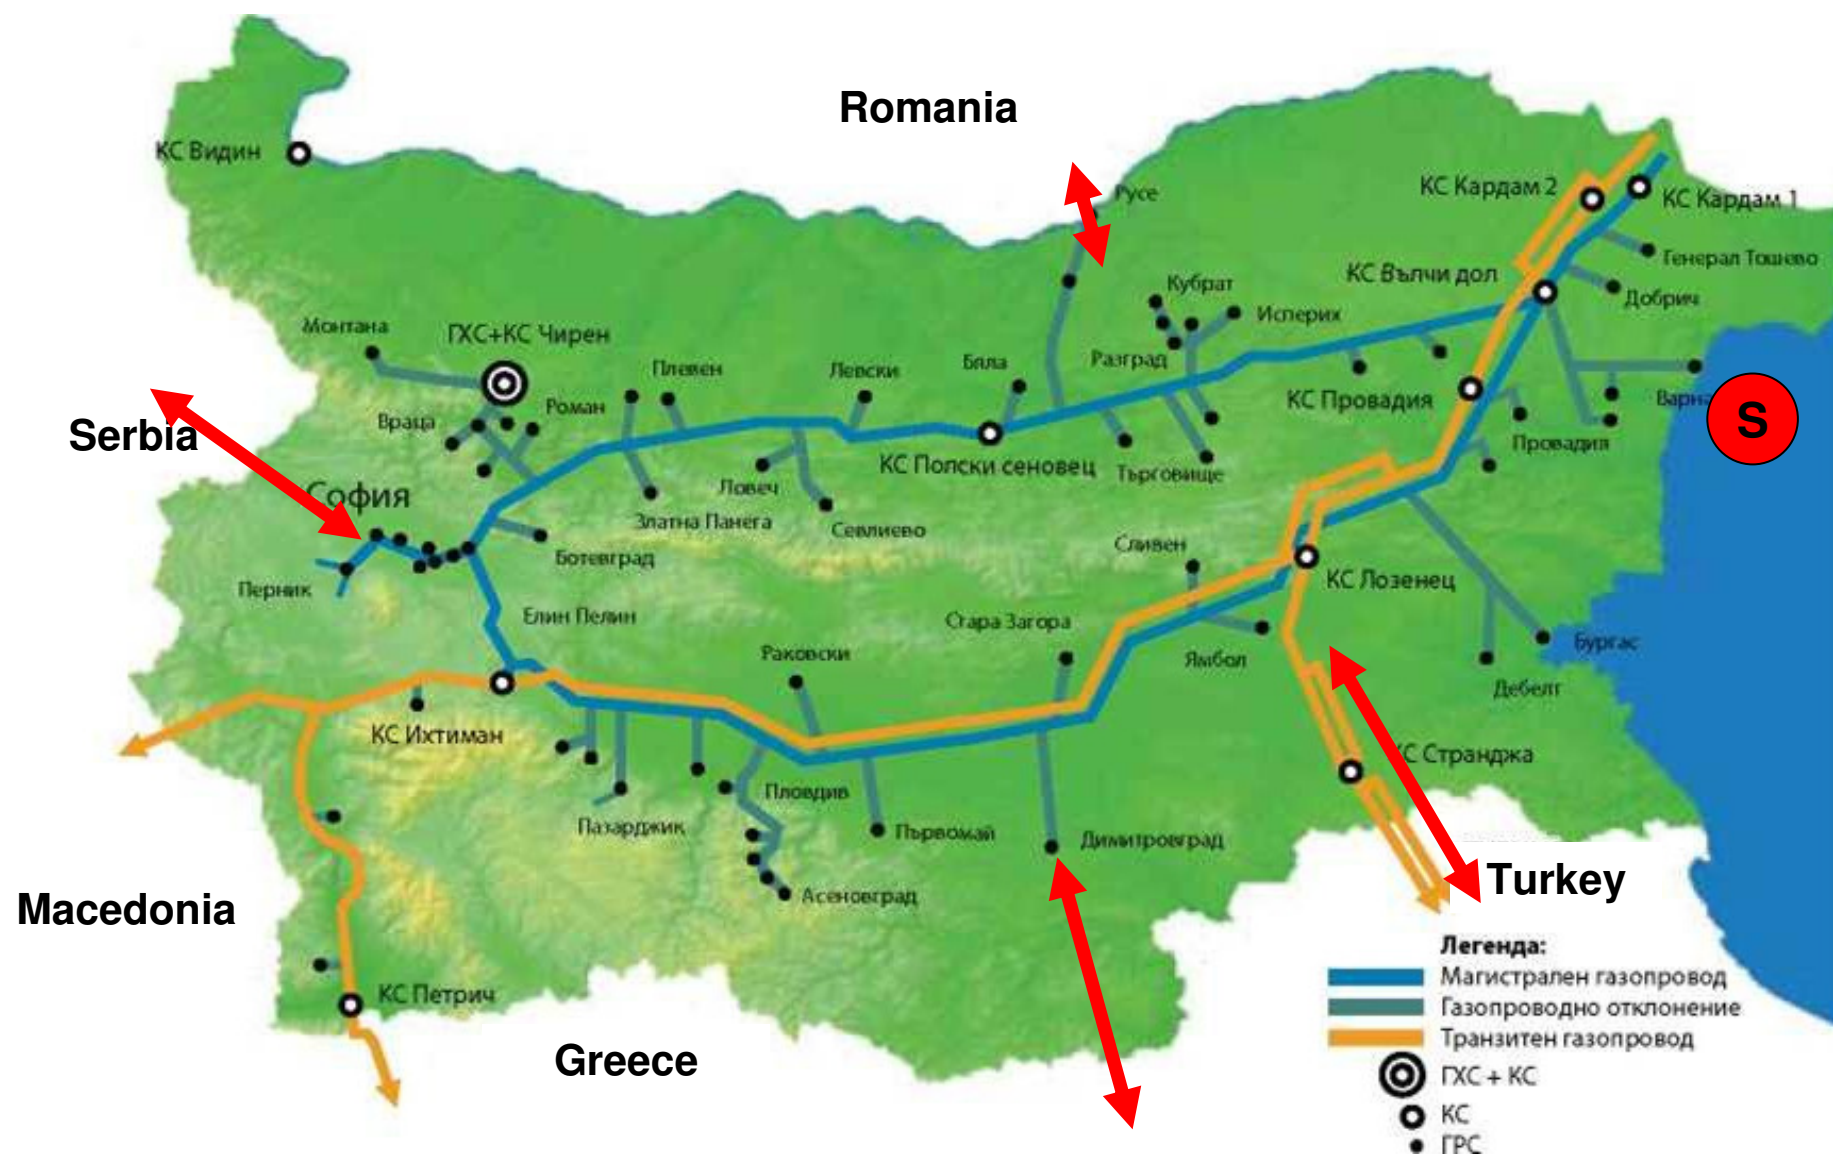 Romania
КС Видин
Русе
КС Кардам 2
КС Кардам 1
Генерал Тошево
КС Вълчи дол
Кубрат
Добрич
Исперих
Монтана
ГХС+КС Чирен
Плевен
Левски
Бяла
Разград
КС Провадия
Варна
S
Враца
Роман
Serbia
Провадия
КС Полски сеновец
Търговище
Ловеч
София
Златна Панега
Севлиево
Сливен
Ботевград
КС Лозенец
Перник
Елин Пелин
Стара Загора
Раковски
Ямбол
Бургас
Дебелт
КС Ихтиман
КС Странджа
Пловдив
Пазарджик
Първомай
Димитровград
Turkey
Асеновград
Macedonia
Легенда:
Магистрален газопровод
КС Петрич
Газопроводно отклонение
Транзитен газопровод
Greece
ГХС + КС
КС
ГРС